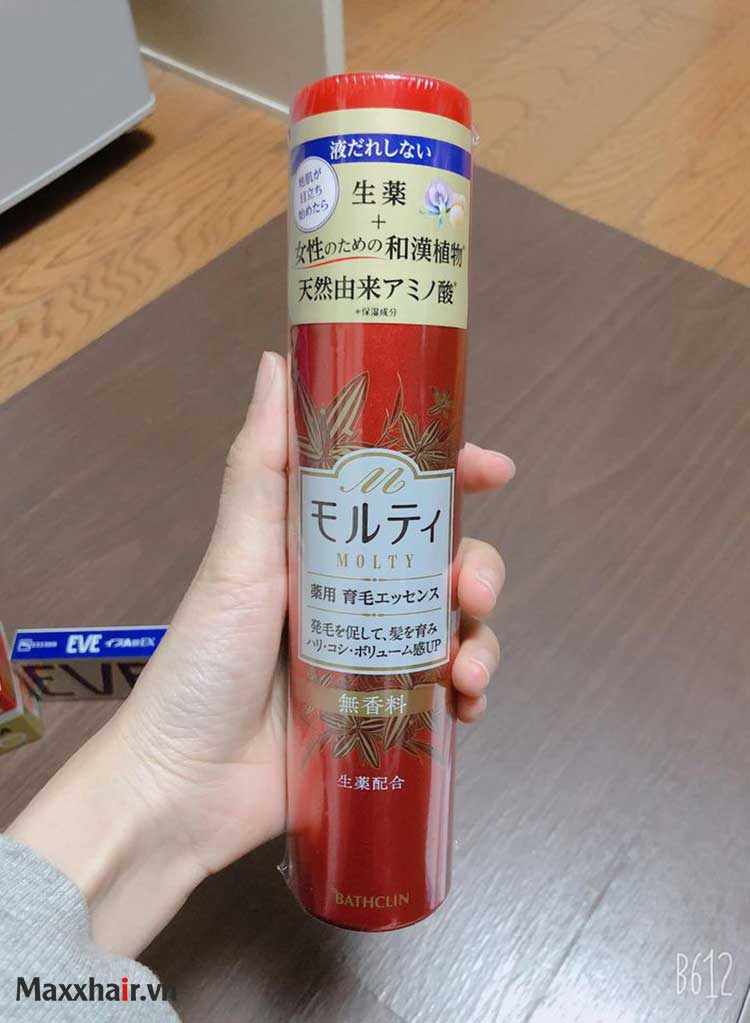 液だれしない
地肌が
目立ち
始めたら
生薬
+
女性のための和漢植物*
天然由来アミノ酸*
*保湿成分
M
モルティ
MOLTY
薬用 育毛エッセンス
発毛を促して、髪を育み
ハリ・コシ・ボリューム感UP
無香料
生薬配合
BATHCLIN
EVE イブA錠EX
EVE
Maxxhair.vn
B612